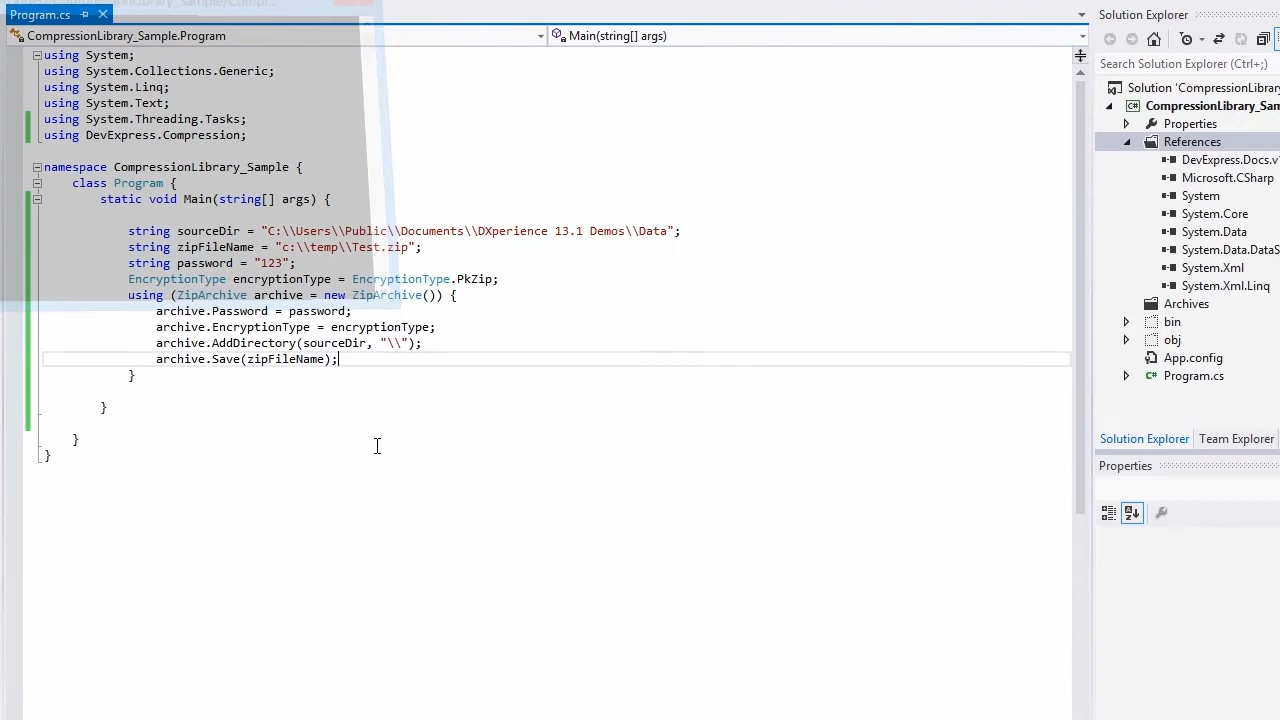 Program.cs
CompressionLibrary_Sample.Program
Main(string[] args)
using System;
using System.Collections.Generic;
using System.Linq;
using System.Text;
using System.Threading.Tasks;
using DevExpress.Compression;
namespace CompressionLibrary_Sample {
class Program {
static void Main(string[] args) {
string sourceDir = "C:\\Users\\Public\\Documents\\DXperience 13.1 Demos\\Data";
string zipFileName = "c:\\temp\\Test.zip";
string password = "123";
EncryptionType encryptionType = EncryptionType.PkZip;
using (ZipArchive archive = new ZipArchive()) {
archive.Password = password;
archive.EncryptionType = encryptionType;
archive.AddDirectory(sourceDir, "\\");
archive.Save(zipFileName);
}
}
}
}
Solution Explorer
Search Solution Explorer (Ctrl+;)
Solution 'CompressionLibrary
CompressionLibrary_Sam
Properties
References
DevExpress.Docs.v
Microsoft.CSharp
System
System.Core
System.Data
System.Data.DataS
System.Xml
System.Xml.Linq
Archives
bin
obj
App.config
Program.cs
Solution Explorer
Team Explorer
Properties